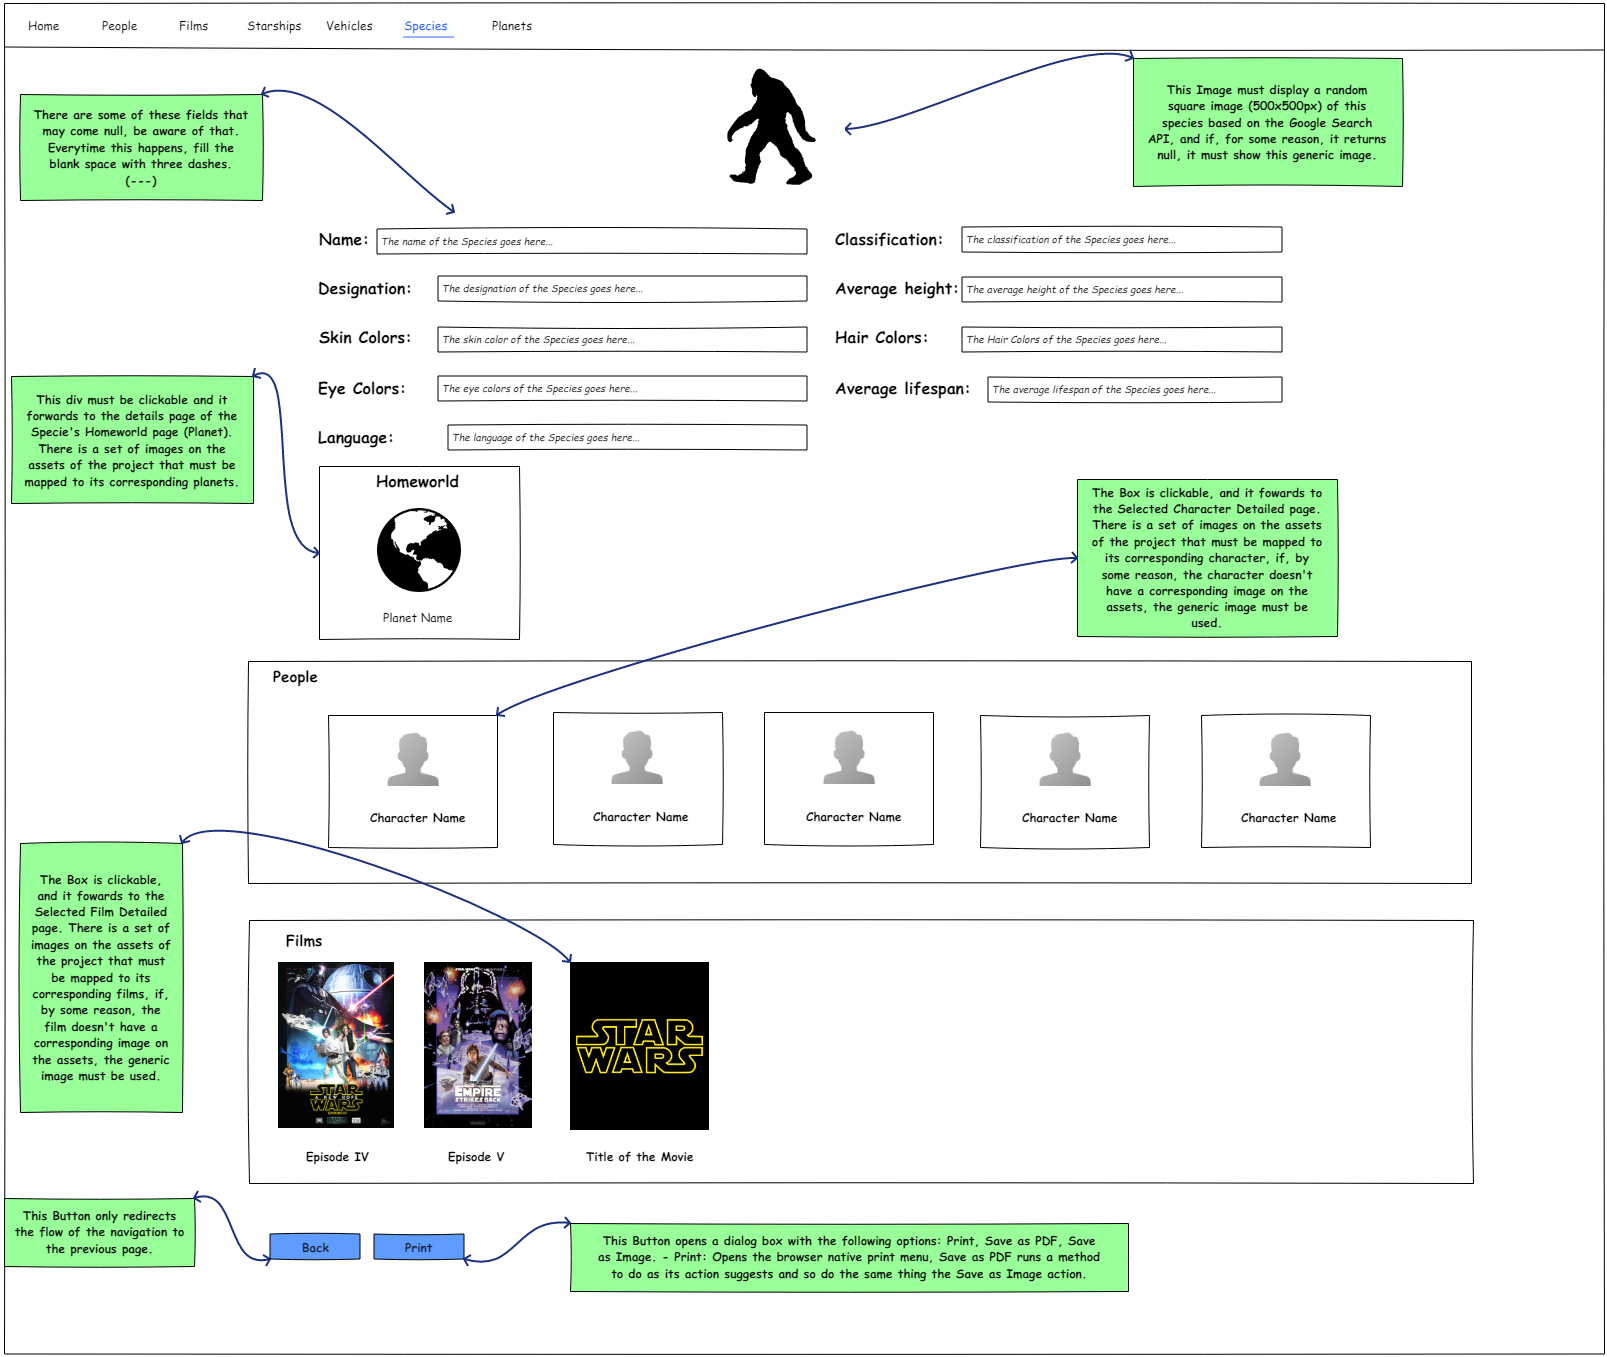 Home People Films Starships Vehicles Species Planets
There are some of these fields that
may come null, be aware of that.
Everytime this happens, fill the
blank space with three dashes.
(---)
This Image must display a random
square image (500x500px) of this
species based on the Google Search
API, and if, for some reason, it returns
null, it must show this generic image.
Name: The name of the Species goes here...
Classification: The classification of the Species goes here...
Designation: The designation of the Species goes here...
Average height: The average height of the Species goes here...
Skin Colors: The skin color of the Species goes here...
Hair Colors: The Hair Colors of the Species goes here...
Eye Colors: The eye colors of the Species goes here...
Average lifespan: The average lifespan of the Species goes here...
Language: The language of the Species goes here...
This div must be clickable and it
forwards to the details page of the
Specie's Homeworld page (Planet).
There is a set of images on the
assets of the project that must be
mapped to its corresponding planets.
Homeworld
Planet Name
The Box is clickable, and it fowards to
the Selected Character Detailed page.
There is a set of images on the assets
of the project that must be mapped to
its corresponding character, if, by
some reason, the character doesn't
have a corresponding image on the
assets, the generic image must be
used.
People
Character Name Character Name Character Name Character Name Character Name
The Box is clickable,
and it fowards to the
Selected Film Detailed
page. There is a set of
images on the assets of
the project that must
be mapped to its
corresponding films, if,
by some reason, the
film doesn't have a
corresponding image on
the assets, the generic
image must be used.
Films
STAR
A NEW HOPE
WARS
EMPIRE
STRIKES BACK
STAR
WARS
Episode IV Episode V Title of the Movie
This Button only redirects
the flow of the navigation to
the previous page.
Back Print
This Button opens a dialog box with the following options: Print, Save as PDF, Save
as Image. - Print: Opens the browser native print menu, Save as PDF runs a method
to do as its action suggests and so do the same thing the Save as Image action.